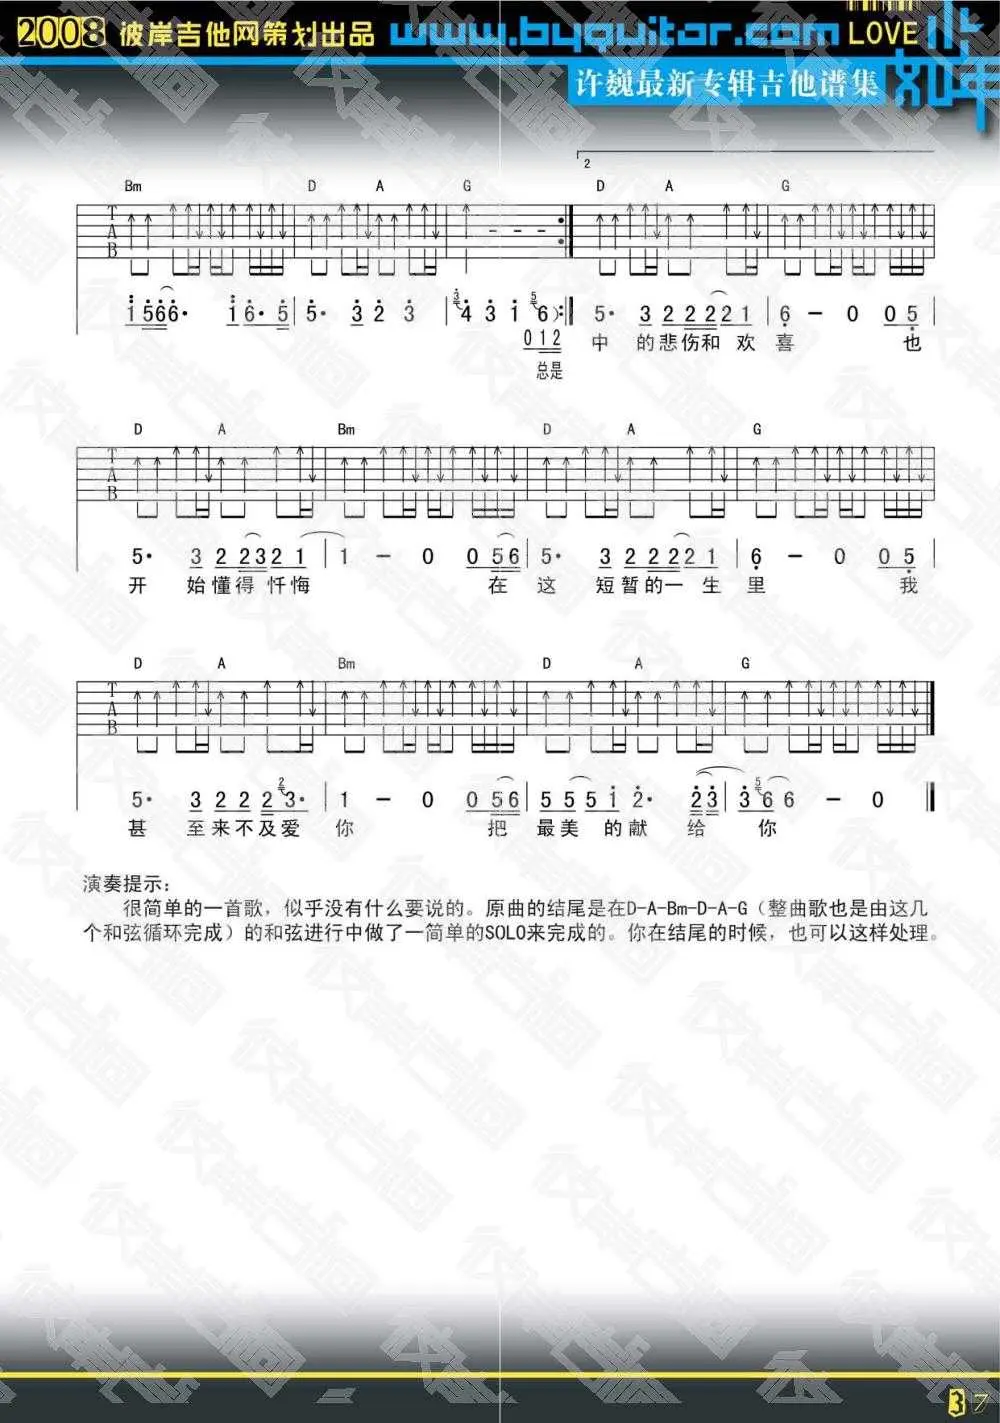 2008 彼岸吉他网策划出品 www.byguitar.com LOVE
许巍最新专辑吉他谱集
2
Bm D A G D A G
T
A
B
1 5 6 6· 1 6· 5 | 5· 3 2 3 | 4 3 1 6) :|| 5· 3 2 2 2 2 1 | 6 - 0 0 5 |
0 1 2 中 的悲伤和 欢 喜 也
总是
D A Bm D A G
T
A
B
5· 3 2 2 3 2 1 | 1 - 0 0 5 6 | 5· 3 2 2 2 2 1 | 6 - 0 0 5 |
开 始懂得 忏悔 在 这 短暂的一 生 里 我
D A Bm D A G
T
A
B
5· 3 2 2 2 3· | 1 - 0 0 5 6 | 5 5 5 1 2· 2 3 | 3 6 6 - 0 ||
甚 至来不及爱 你 把 最美 的献 给 你
演奏提示：
很简单的一首歌，似乎没有什么要说的。原曲的结尾是在D-A-Bm-D-A-G（整曲歌也是由这几
个和弦循环完成）的和弦进行中做了一简单的SOLO来完成的。你在结尾的时候，也可以这样处理。
37